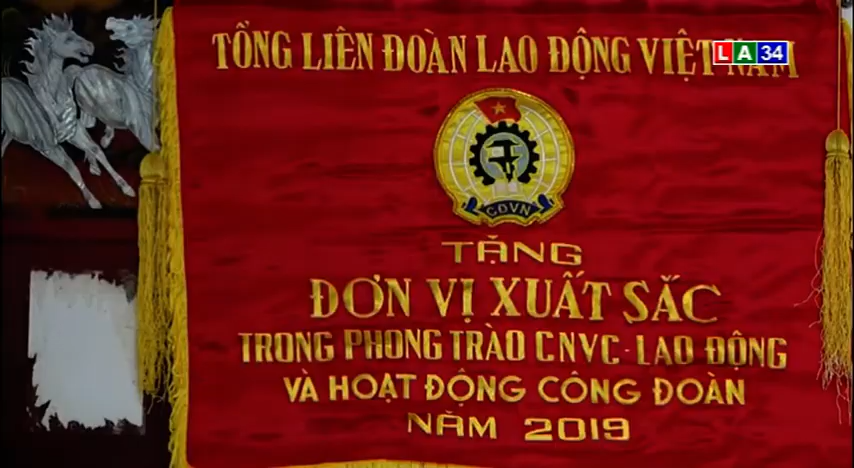 TỔNG LIÊN ĐOÀN LAO ĐỘNG VIỆT NAM
LA34
CĐVN
TẶNG
ĐƠN VỊ XUẤT SẮC
TRONG PHONG TRÀO CNVC-LAO ĐỘNG
VÀ HOẠT ĐỘNG CÔNG ĐOÀN
NĂM 2019